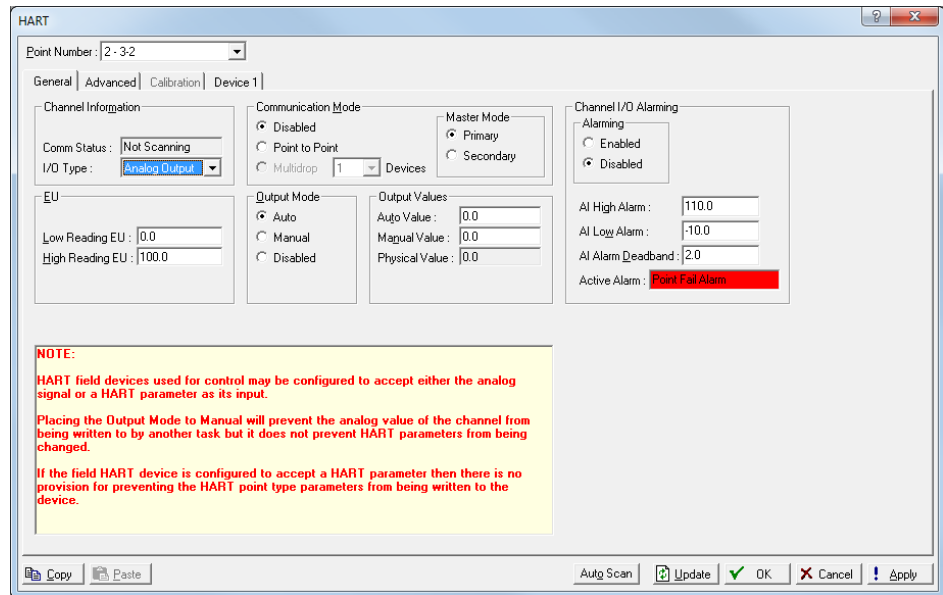 HART
Point Number : 2 - 3-2
General Advanced Calibration Device 1
Channel Information
Comm Status : Not Scanning
I/O Type : Analog Output
Communication Mode
Disabled
Point to Point
Multidrop 1 Devices
Master Mode
Primary
Secondary
Channel I/O Alarming
Alarming
Enabled
Disabled
AI High Alarm : 110.0
AI Low Alarm : -10.0
AI Alarm Deadband : 2.0
Active Alarm : Point Fail Alarm
EU
Low Reading EU : 0.0
High Reading EU : 100.0
Output Mode
Auto
Manual
Disabled
Output Values
Auto Value : 0.0
Manual Value : 0.0
Physical Value : 0.0
NOTE:
HART field devices used for control may be configured to accept either the analog
signal or a HART parameter as its input.
Placing the Output Mode to Manual will prevent the analog value of the channel from
being written to by another task but it does not prevent HART parameters from being
changed.
If the field HART device is configured to accept a HART parameter then there is no
provision for preventing the HART point type parameters from being written to the
device.
Copy Paste Auto Scan Update OK Cancel ! Apply